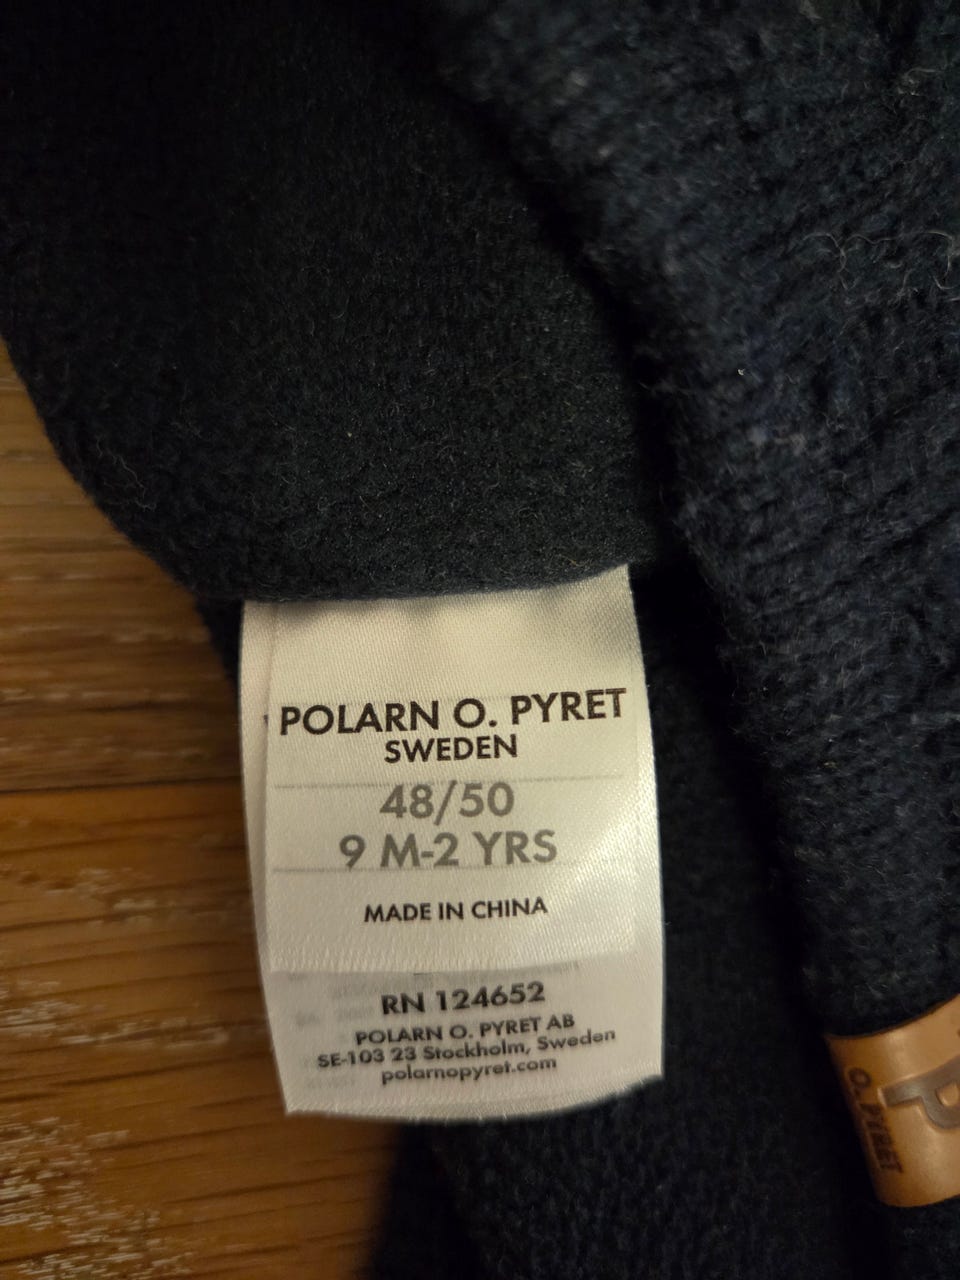 POLARN O. PYRET
SWEDEN
48/50
9 M-2 YRS
MADE IN CHINA
RN 124652
POLARN O. PYRET AB
SE-103 23 Stockholm, Sweden
polarnopyret.com
P
O. PYRET